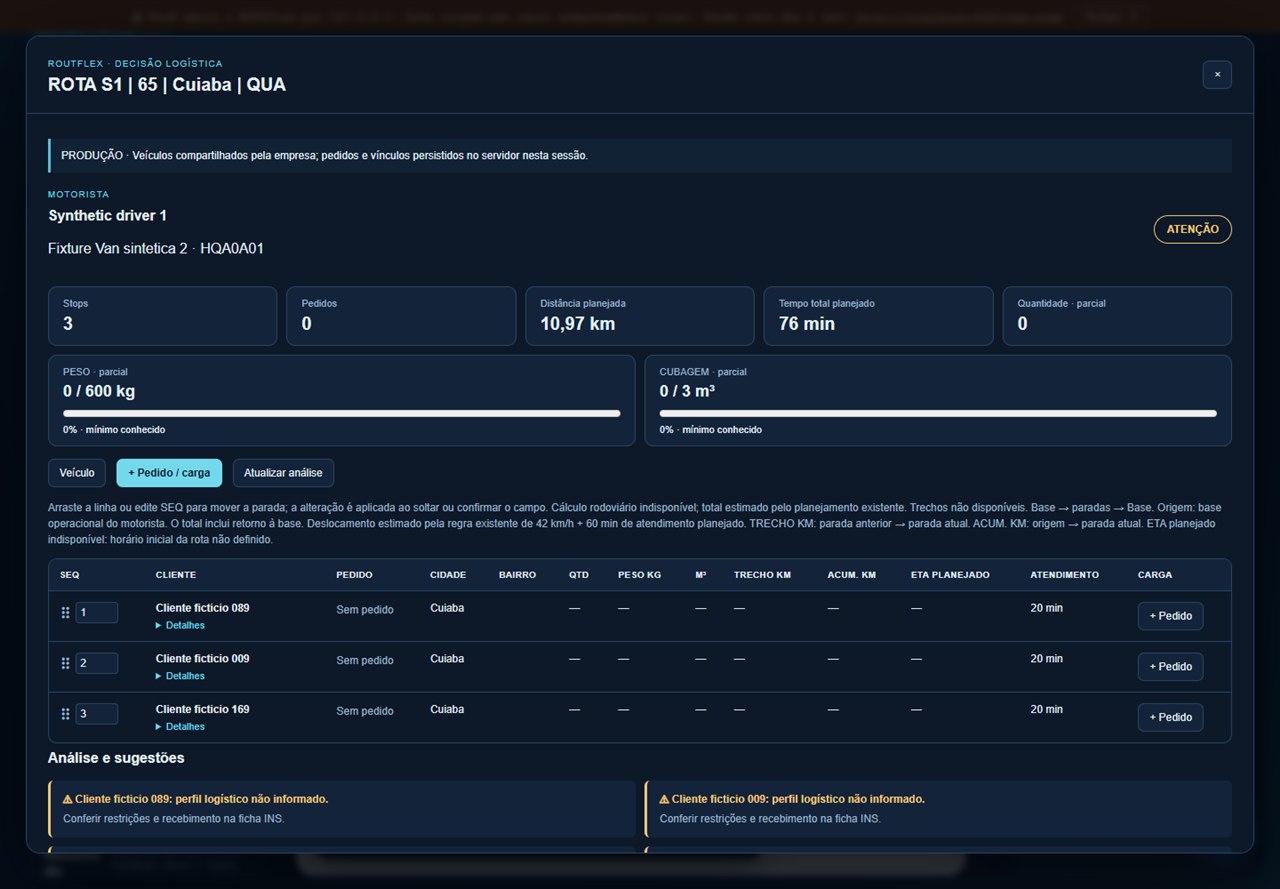 ROUTFLEX · DECISÃO LOGÍSTICA
ROTA S1 | 65 | Cuiaba | QUA
×
PRODUÇÃO · Veículos compartilhados pela empresa; pedidos e vínculos persistidos no servidor nesta sessão.
MOTORISTA
Synthetic driver 1
Fixture Van sintetica 2 · HQA0A01
ATENÇÃO
Stops
3
Pedidos
0
Distância planejada
10,97 km
Tempo total planejado
76 min
Quantidade · parcial
0
PESO · parcial
0 / 600 kg
0% · mínimo conhecido
CUBAGEM · parcial
0 / 3 m³
0% · mínimo conhecido
Veículo
+ Pedido / carga
Atualizar análise
Arraste a linha ou edite SEQ para mover a parada; a alteração é aplicada ao soltar ou confirmar o campo. Cálculo rodoviário indisponível; total estimado pelo planejamento existente. Trechos não disponíveis. Base → paradas → Base. Origem: base
operacional do motorista. O total inclui retorno à base. Deslocamento estimado pela regra existente de 42 km/h + 60 min de atendimento planejado. TRECHO KM: parada anterior → parada atual. ACUM. KM: origem → parada atual. ETA planejado
indisponível: horário inicial da rota não definido.
SEQ CLIENTE PEDIDO CIDADE BAIRRO QTD PESO KG M³ TRECHO KM ACUM. KM ETA PLANEJADO ATENDIMENTO CARGA
1 Cliente ficticio 089 Sem pedido Cuiaba — — — — — — 20 min + Pedido
▶ Detalhes
2 Cliente ficticio 009 Sem pedido Cuiaba — — — — — — 20 min + Pedido
▶ Detalhes
3 Cliente ficticio 169 Sem pedido Cuiaba — — — — — — 20 min + Pedido
▶ Detalhes
Análise e sugestões
⚠ Cliente ficticio 089: perfil logístico não informado.
Conferir restrições e recebimento na ficha INS.
⚠ Cliente ficticio 009: perfil logístico não informado.
Conferir restrições e recebimento na ficha INS.